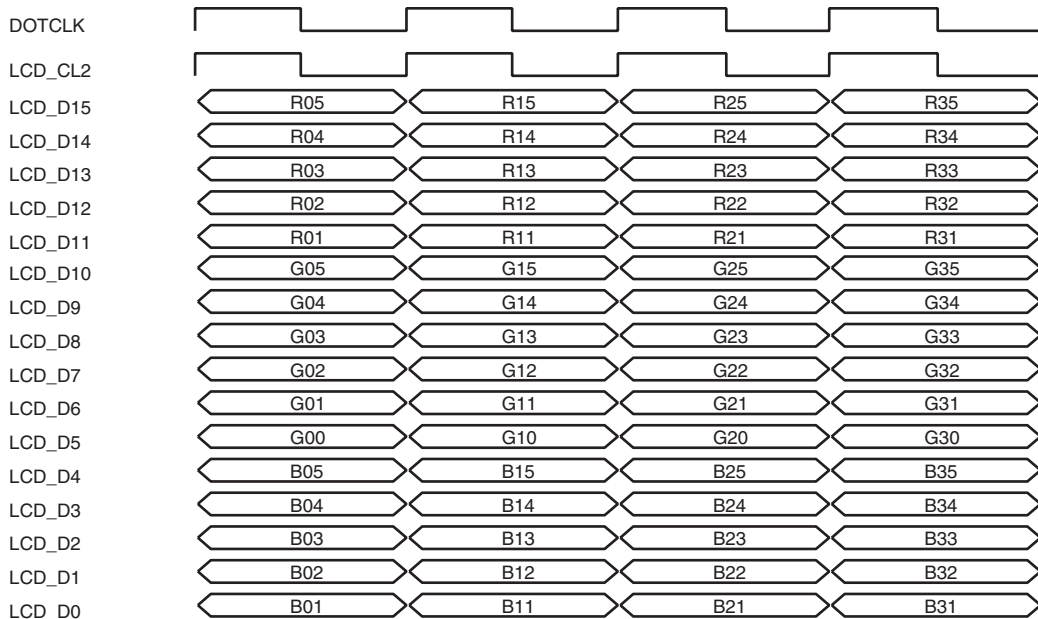 DOTCLK
LCD_CL2
LCD_D15 R05 R15 R25 R35
LCD_D14 R04 R14 R24 R34
LCD_D13 R03 R13 R23 R33
LCD_D12 R02 R12 R22 R32
LCD_D11 R01 R11 R21 R31
LCD_D10 G05 G15 G25 G35
LCD_D9 G04 G14 G24 G34
LCD_D8 G03 G13 G23 G33
LCD_D7 G02 G12 G22 G32
LCD_D6 G01 G11 G21 G31
LCD_D5 G00 G10 G20 G30
LCD_D4 B05 B15 B25 B35
LCD_D3 B04 B14 B24 B34
LCD_D2 B03 B13 B23 B33
LCD_D1 B02 B12 B22 B32
LCD_D0 B01 B11 B21 B31